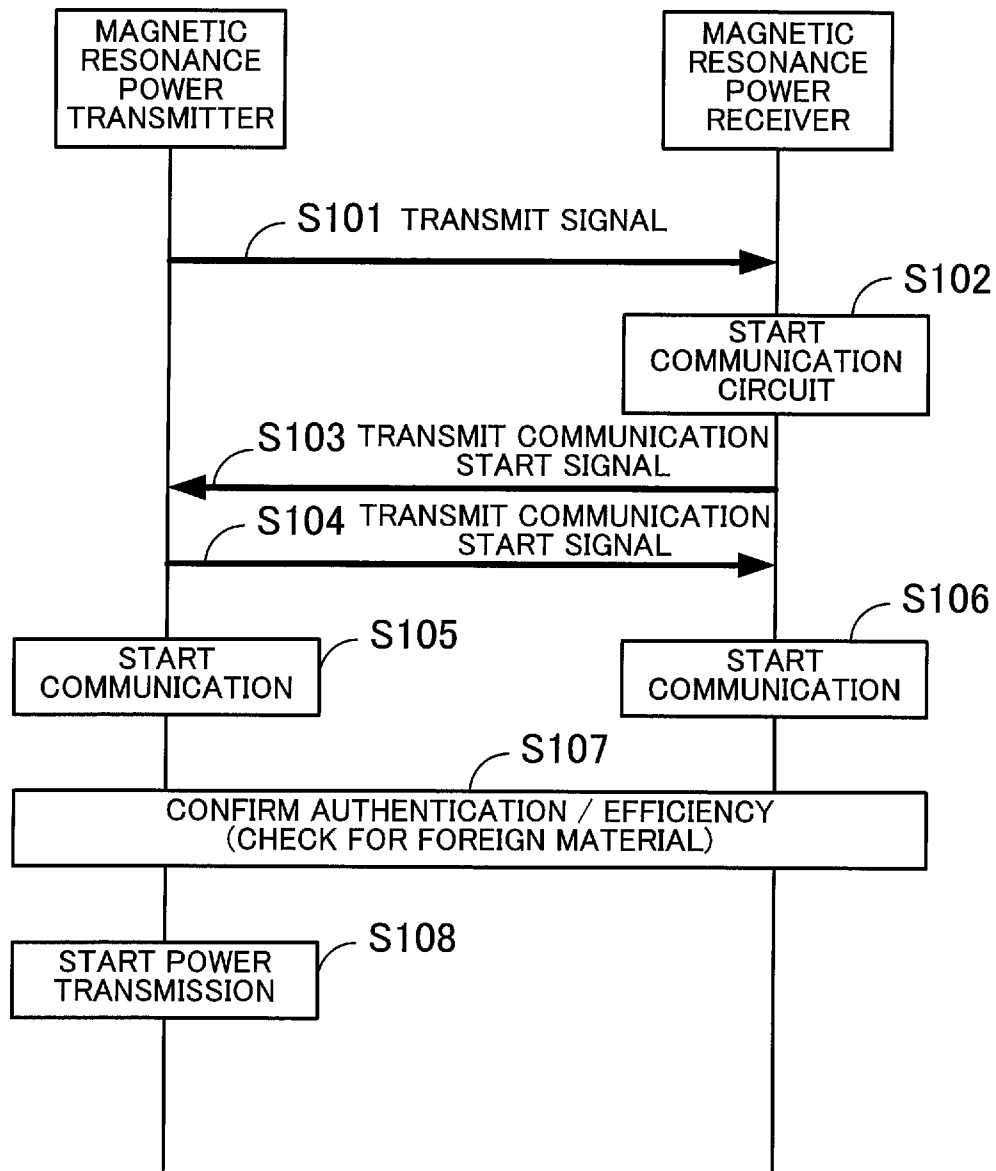 MAGNETIC
RESONANCE
POWER
TRANSMITTER
MAGNETIC
RESONANCE
POWER
RECEIVER
S101 TRANSMIT SIGNAL
S102
START
COMMUNICATION
CIRCUIT
S103 TRANSMIT COMMUNICATION
START SIGNAL
S104 TRANSMIT COMMUNICATION
START SIGNAL
S105
START
COMMUNICATION
S106
START
COMMUNICATION
S107
CONFIRM AUTHENTICATION / EFFICIENCY
(CHECK FOR FOREIGN MATERIAL)
S108
START POWER
TRANSMISSION